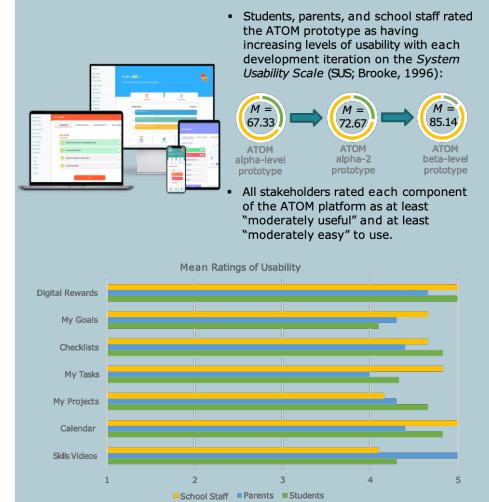 ▪ Students, parents, and school staff rated
the ATOM prototype as having
increasing levels of usability with each
development iteration on the System
Usability Scale (SUS; Brooke, 1996):
M =
67.33
M =
72.67
M =
85.14
ATOM
alpha-level
prototype
ATOM
alpha-2
prototype
ATOM
beta-level
prototype
▪ All stakeholders rated each component
of the ATOM platform as at least
“moderately useful” and at least
“moderately easy” to use.
Mean Ratings of Usability
Digital Rewards
My Goals
Checklists
My Tasks
My Projects
Calendar
Skills Videos
1 2 3 4 5
School Staff Parents Students